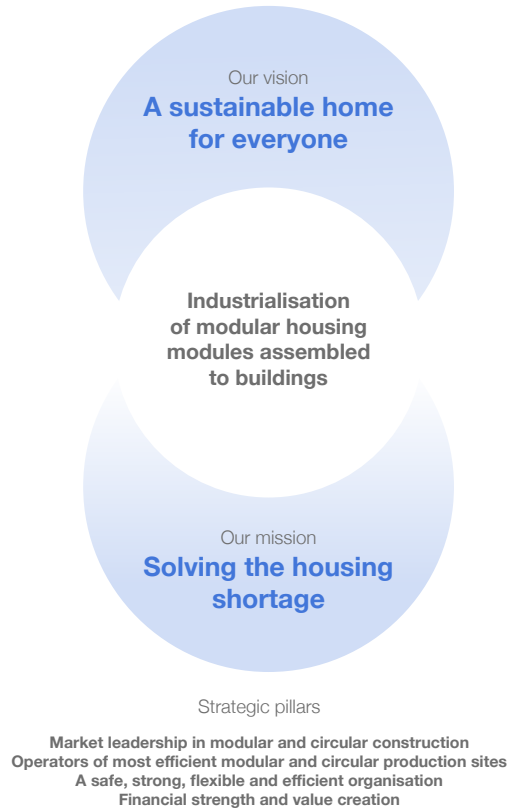 Our vision
A sustainable home
for everyone
Industrialisation
of modular housing
modules assembled
to buildings
Our mission
Solving the housing
shortage
Strategic pillars
Market leadership in modular and circular construction
Operators of most efficient modular and circular production sites
A safe, strong, flexible and efficient organisation
Financial strength and value creation